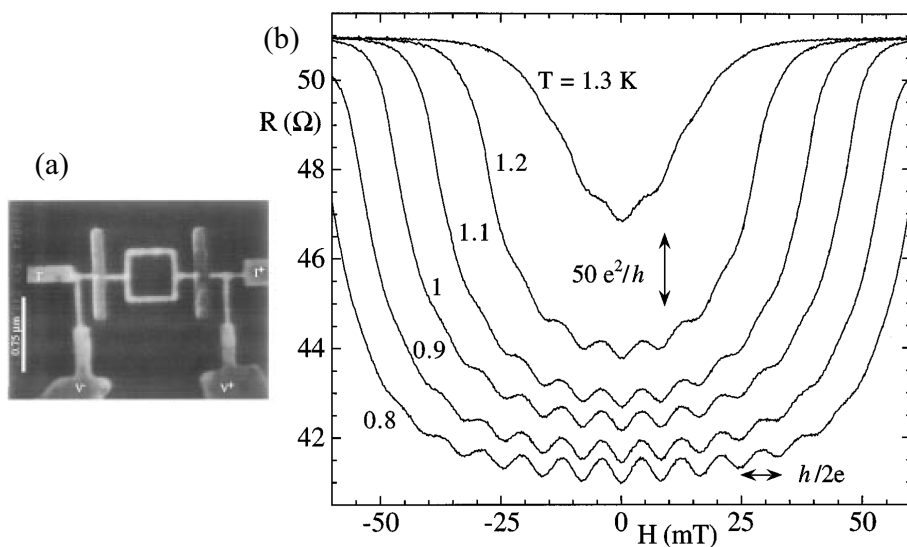 (a)
0.75 μm
I⁻
I⁺
V⁻
V⁺
(b)
R (Ω)
50
48
46
44
42
T = 1.3 K
1.2
1.1
1
0.9
0.8
50 e²/h
h/2e
-50
-25
0
25
50
H (mT)